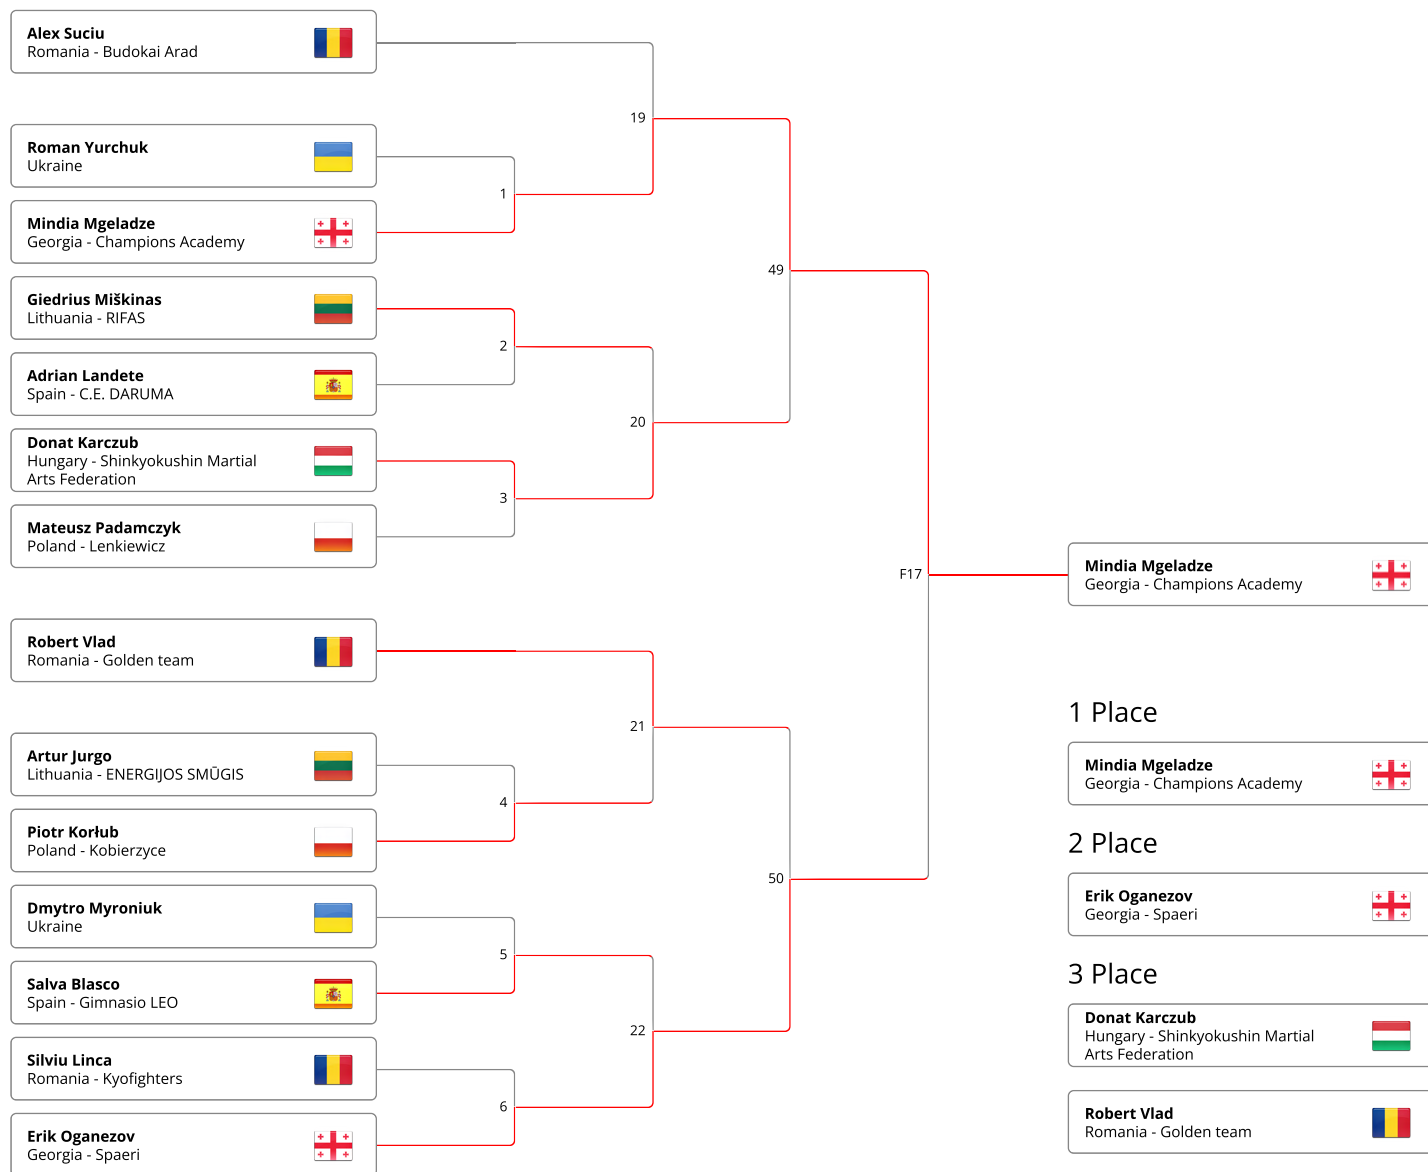 Alex Suciu
Romania - Budokai Arad
Roman Yurchuk
Ukraine
Mindia Mgeladze
Georgia - Champions Academy
Giedrius Miškinas
Lithuania - RIFAS
Adrian Landete
Spain - C.E. DARUMA
Donat Karczub
Hungary - Shinkyokushin Martial
Arts Federation
Mateusz Padamczyk
Poland - Lenkiewicz
Robert Vlad
Romania - Golden team
Artur Jurgo
Lithuania - ENERGIJOS SMŪGIS
Piotr Korłub
Poland - Kobierzyce
Dmytro Myroniuk
Ukraine
Salva Blasco
Spain - Gimnasio LEO
Silviu Linca
Romania - Kyofighters
Erik Oganezov
Georgia - Spaeri
1
2
3
4
5
6
19
20
21
22
49
50
F17
Mindia Mgeladze
Georgia - Champions Academy
1 Place
Mindia Mgeladze
Georgia - Champions Academy
2 Place
Erik Oganezov
Georgia - Spaeri
3 Place
Donat Karczub
Hungary - Shinkyokushin Martial
Arts Federation
Robert Vlad
Romania - Golden team